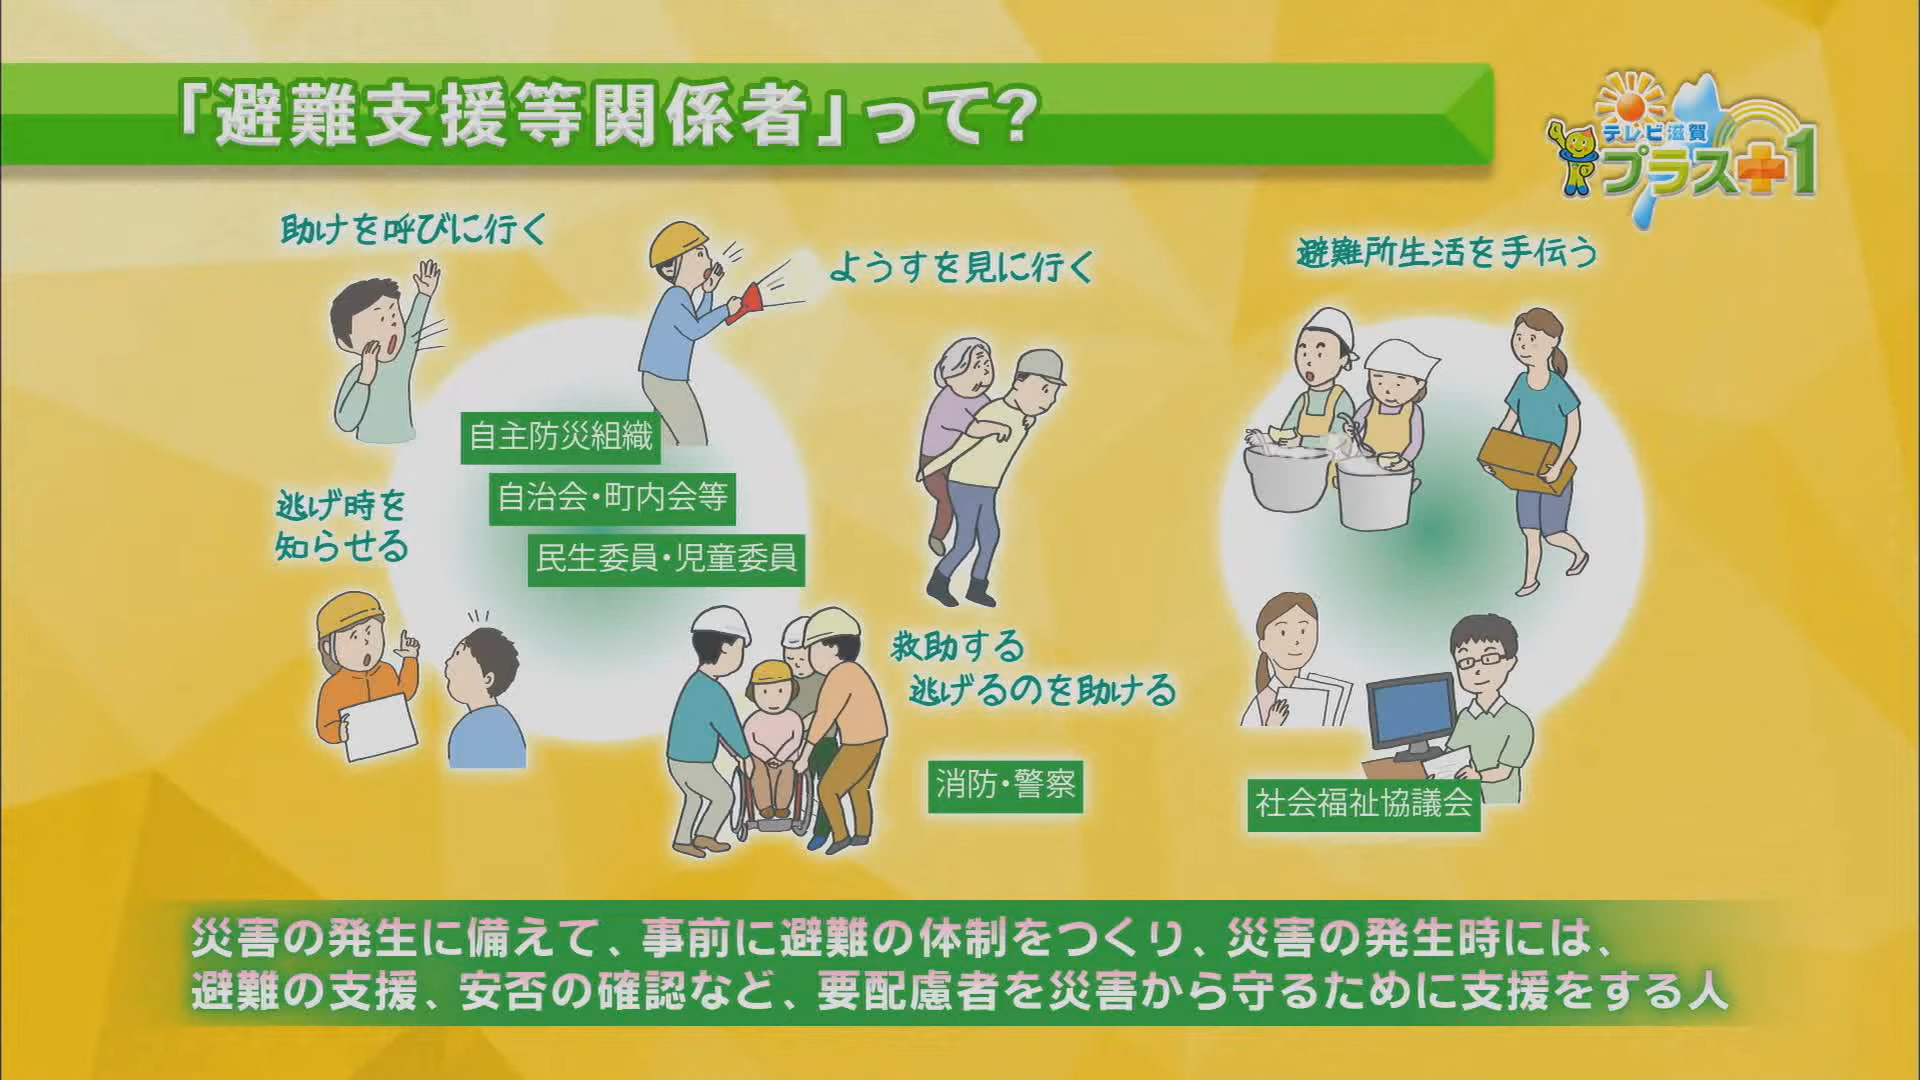 「避難支援等関係者」って?
テレビ滋賀
プラス+1
助けを呼びに行く
ようすを見に行く
避難所生活を手伝う
自主防災組織
自治会・町内会等
民生委員・児童委員
逃げ時を
知らせる
救助する
逃げるのを助ける
消防・警察
社会福祉協議会
災害の発生に備えて、事前に避難の体制をつくり、災害の発生時には、
避難の支援、安否の確認など、要配慮者を災害から守るために支援をする人